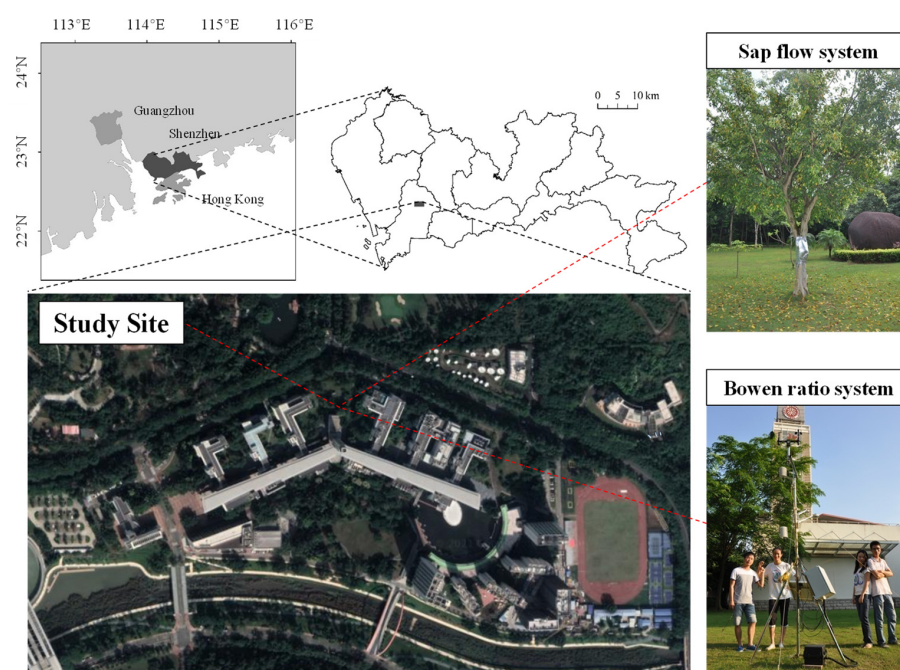 113°E 114°E 115°E 116°E
24°N
23°N
22°N
Guangzhou
Shenzhen
Hong Kong
0 5 10 km
Sap flow system
Study Site
Bowen ratio system